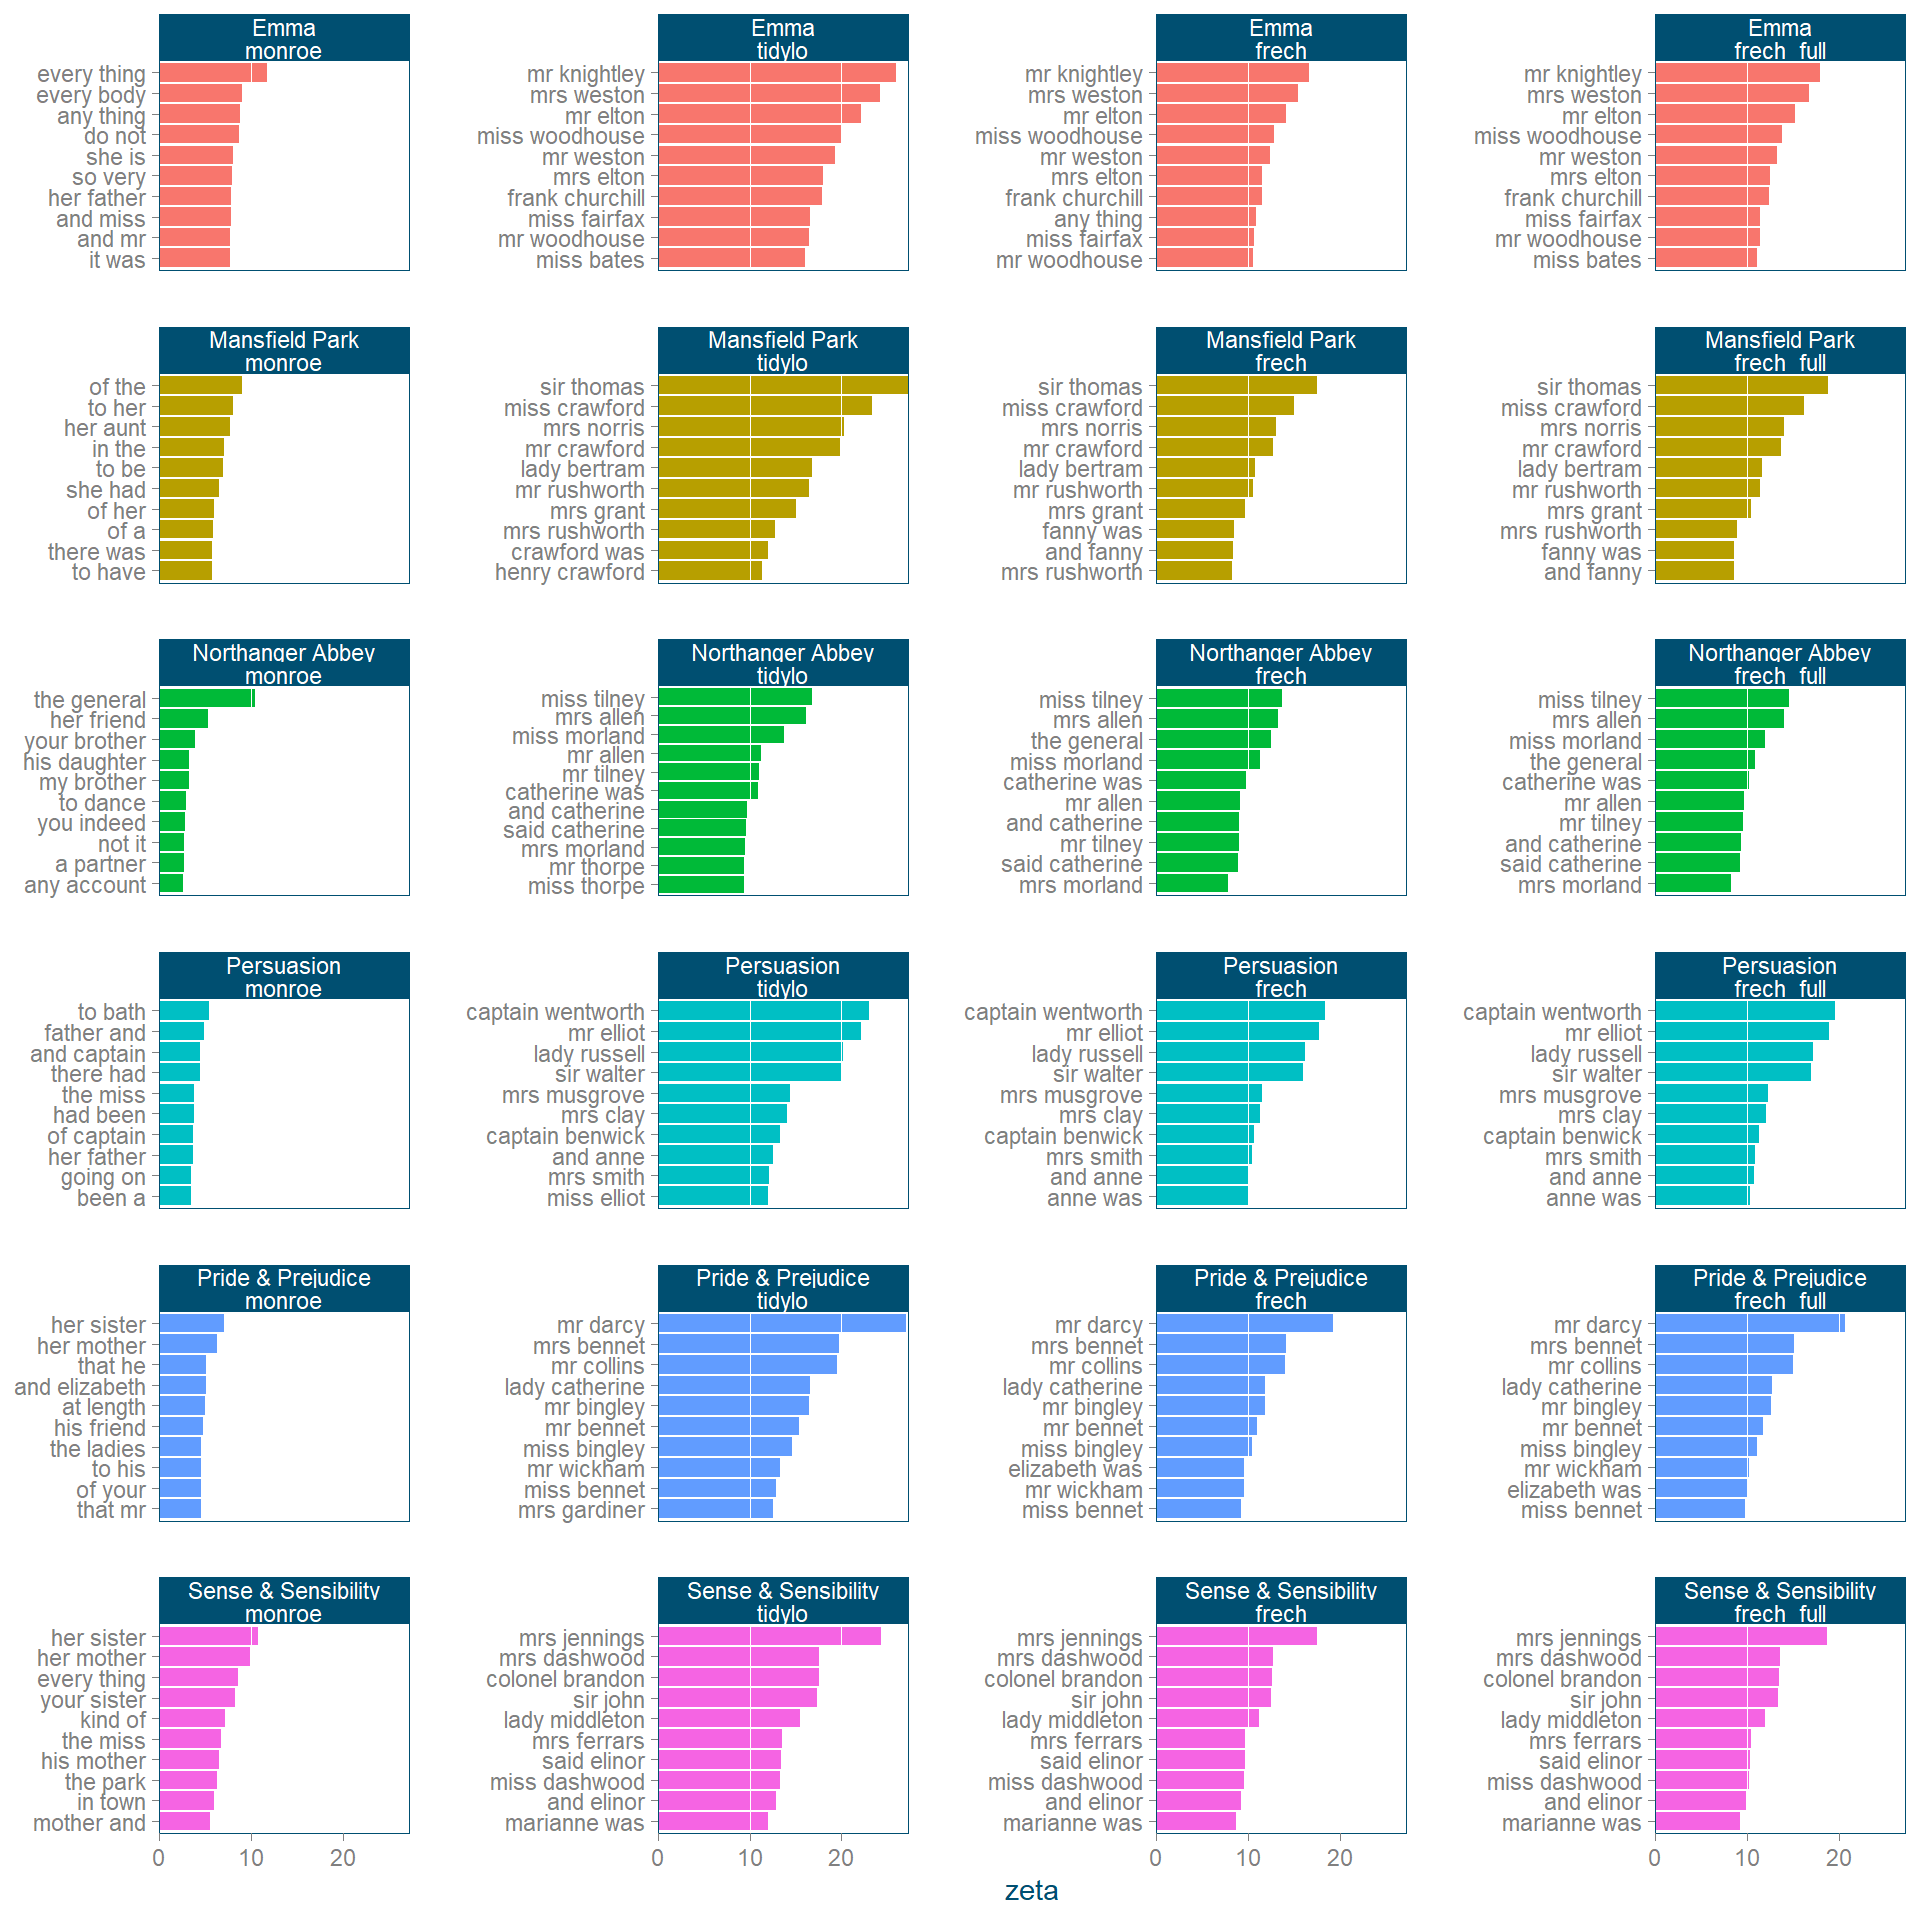 Emma
monroe
every thing
every body
any thing
do not
she is
so very
her father
and miss
and mr
it was
Emma
tidylo
mr knightley
mrs weston
mr elton
miss woodhouse
mr weston
mrs elton
frank churchill
miss fairfax
mr woodhouse
miss bates
Emma
frech
mr knightley
mrs weston
mr elton
miss woodhouse
mr weston
mrs elton
frank churchill
any thing
miss fairfax
mr woodhouse
Emma
frech_full
mr knightley
mrs weston
mr elton
miss woodhouse
mr weston
mrs elton
frank churchill
miss fairfax
mr woodhouse
miss bates
Mansfield Park
monroe
of the
to her
her aunt
in the
to be
she had
of her
of a
there was
to have
Mansfield Park
tidylo
sir thomas
miss crawford
mrs norris
mr crawford
lady bertram
mr rushworth
mrs grant
mrs rushworth
crawford was
henry crawford
Mansfield Park
frech
sir thomas
miss crawford
mrs norris
mr crawford
lady bertram
mr rushworth
mrs grant
fanny was
and fanny
mrs rushworth
Mansfield Park
frech_full
sir thomas
miss crawford
mrs norris
mr crawford
lady bertram
mr rushworth
mrs grant
mrs rushworth
fanny was
and fanny
Northanger Abbey
monroe
the general
her friend
your brother
his daughter
my brother
to dance
you indeed
not it
a partner
any account
Northanger Abbey
tidylo
miss tilney
mrs allen
miss morland
mr allen
mr tilney
catherine was
and catherine
said catherine
mrs morland
mr thorpe
miss thorpe
Northanger Abbey
frech
miss tilney
mrs allen
the general
miss morland
catherine was
mr allen
and catherine
mr tilney
said catherine
mrs morland
Northanger Abbey
frech_full
miss tilney
mrs allen
miss morland
the general
catherine was
mr allen
mr tilney
and catherine
said catherine
mrs morland
Persuasion
monroe
to bath
father and
and captain
there had
the miss
had been
of captain
her father
going on
been a
Persuasion
tidylo
captain wentworth
mr elliot
lady russell
sir walter
mrs musgrove
mrs clay
captain benwick
and anne
mrs smith
miss elliot
Persuasion
frech
captain wentworth
mr elliot
lady russell
sir walter
mrs musgrove
mrs clay
captain benwick
mrs smith
and anne
anne was
Persuasion
frech_full
captain wentworth
mr elliot
lady russell
sir walter
mrs musgrove
mrs clay
captain benwick
mrs smith
and anne
anne was
Pride & Prejudice
monroe
her sister
her mother
that he
and elizabeth
at length
his friend
the ladies
to his
of your
that mr
Pride & Prejudice
tidylo
mr darcy
mrs bennet
mr collins
lady catherine
mr bingley
mr bennet
miss bingley
mr wickham
miss bennet
mrs gardiner
Pride & Prejudice
frech
mr darcy
mrs bennet
mr collins
lady catherine
mr bingley
mr bennet
miss bingley
elizabeth was
mr wickham
miss bennet
Pride & Prejudice
frech_full
mr darcy
mrs bennet
mr collins
lady catherine
mr bingley
mr bennet
miss bingley
mr wickham
elizabeth was
miss bennet
Sense & Sensibility
monroe
her sister
her mother
every thing
your sister
kind of
the miss
his mother
the park
in town
mother and
Sense & Sensibility
tidylo
mrs jennings
mrs dashwood
colonel brandon
sir john
lady middleton
mrs ferrars
said elinor
miss dashwood
and elinor
marianne was
Sense & Sensibility
frech
mrs jennings
mrs dashwood
colonel brandon
sir john
lady middleton
mrs ferrars
said elinor
miss dashwood
and elinor
marianne was
Sense & Sensibility
frech_full
mrs jennings
mrs dashwood
colonel brandon
sir john
lady middleton
mrs ferrars
said elinor
miss dashwood
and elinor
marianne was
0 10 20
0 10 20
0 10 20
0 10 20
zeta